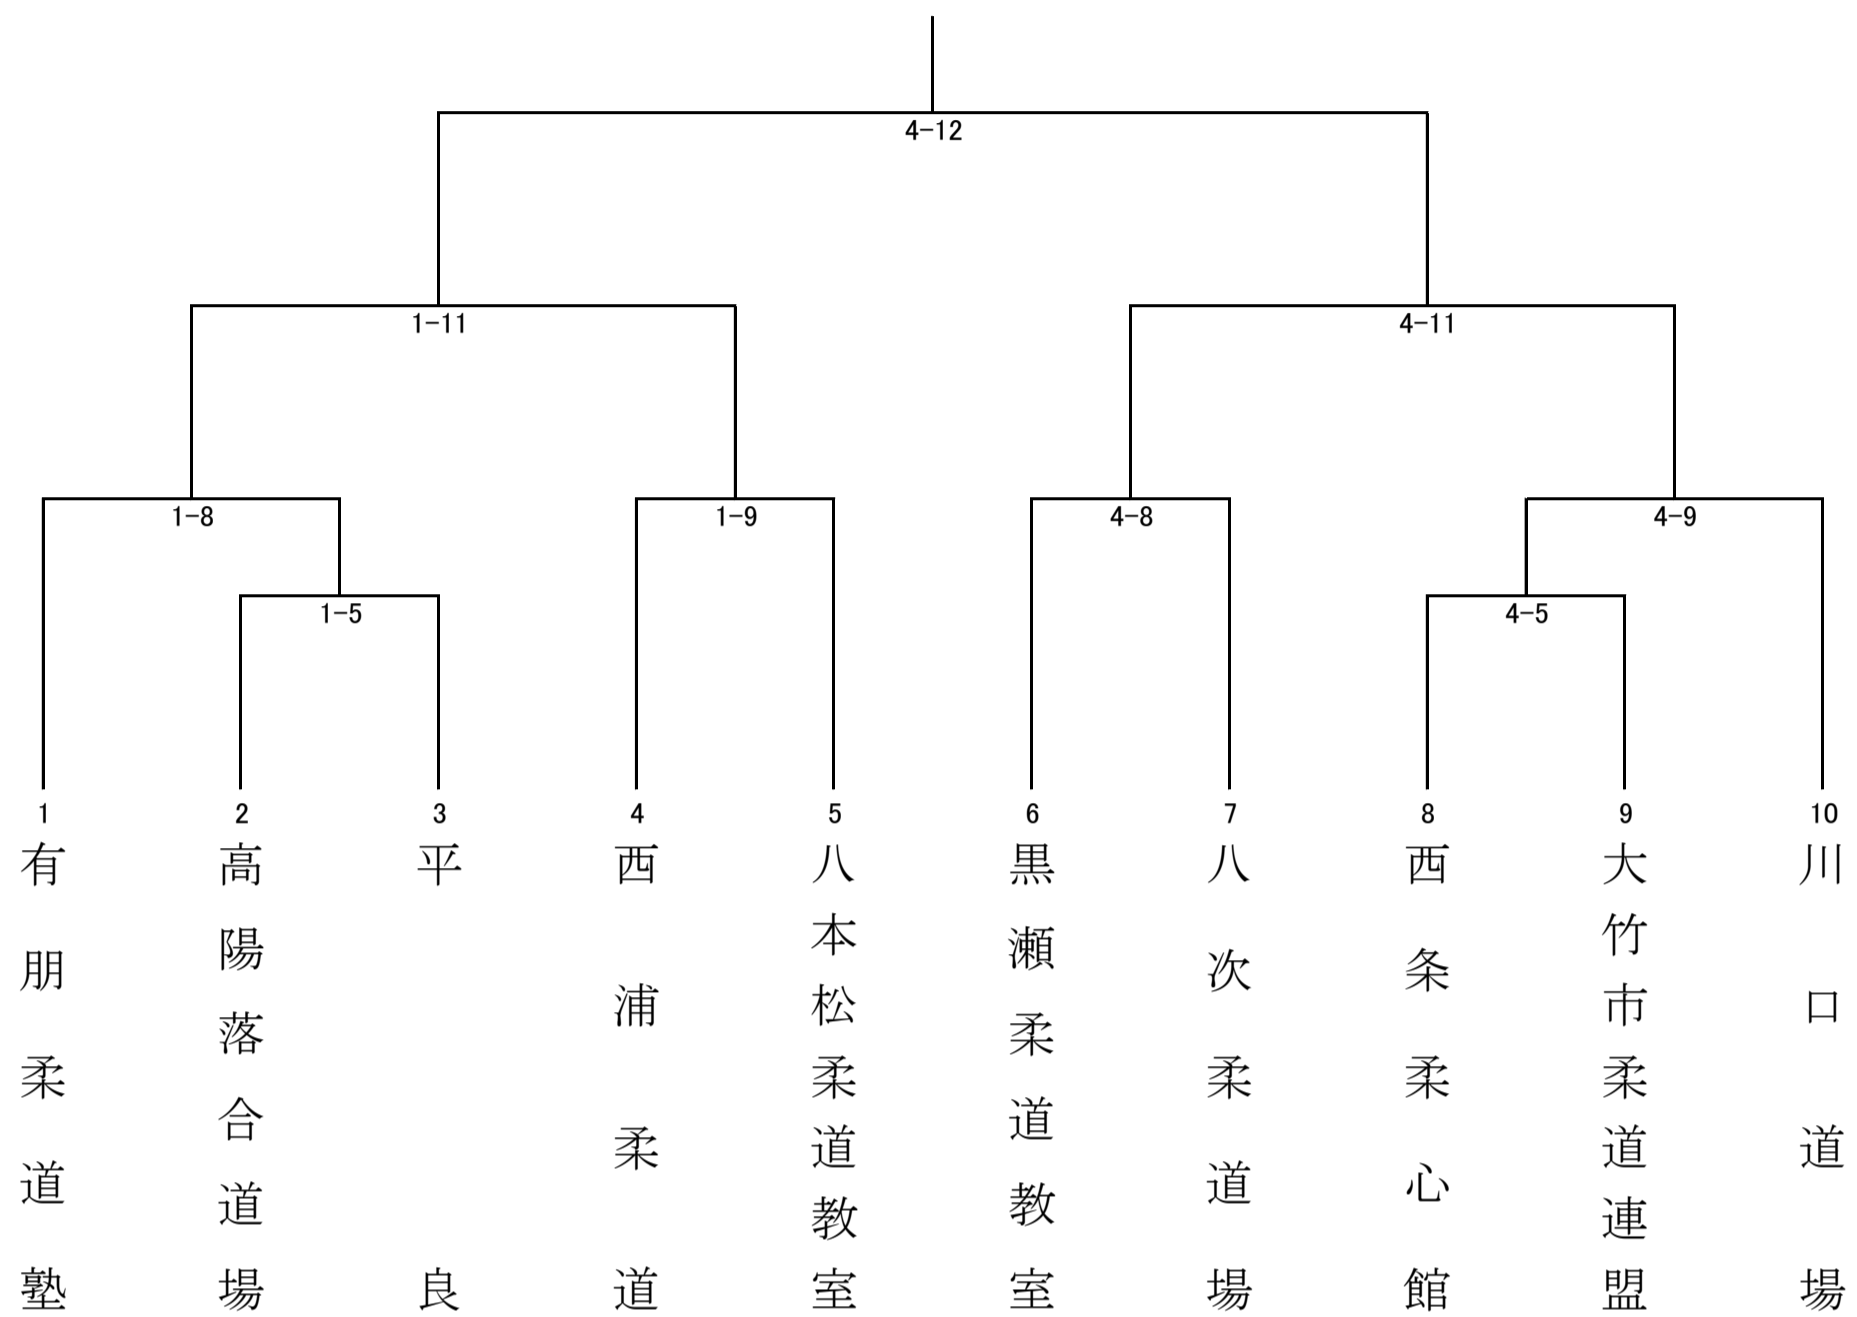 4-12
1-11
4-11
1-8
1-9
4-8
4-9
1-5
4-5
1
2
3
4
5
6
7
8
9
10
有朋柔道塾
高陽落合道場
平良
西浦柔道
八本松柔道教室
黒瀬柔道教室
八次柔道場
西条柔心館
大竹市柔道連盟
川口道場